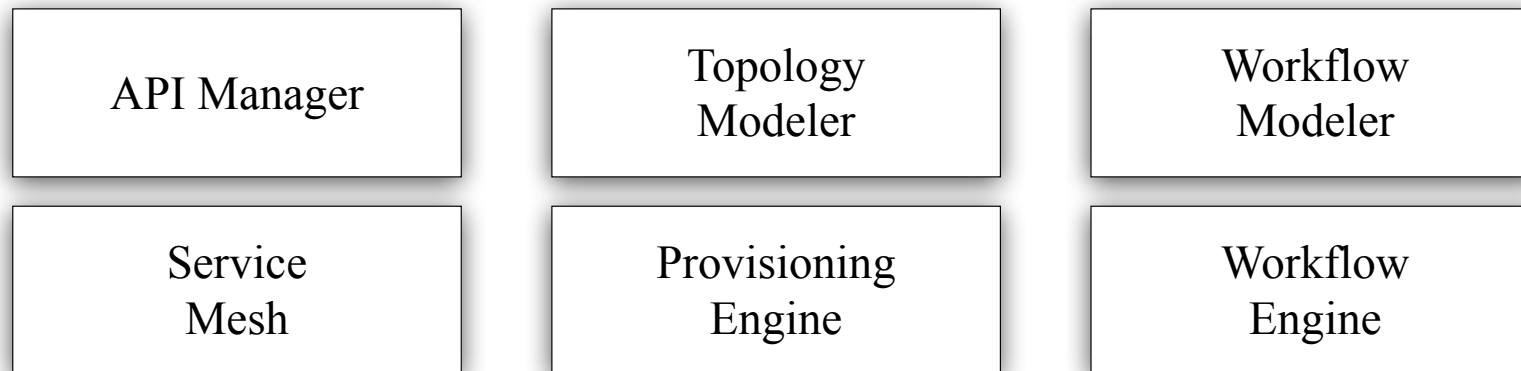 API Manager
Topology
Modeler
Workflow
Modeler
Service
Mesh
Provisioning
Engine
Workflow
Engine